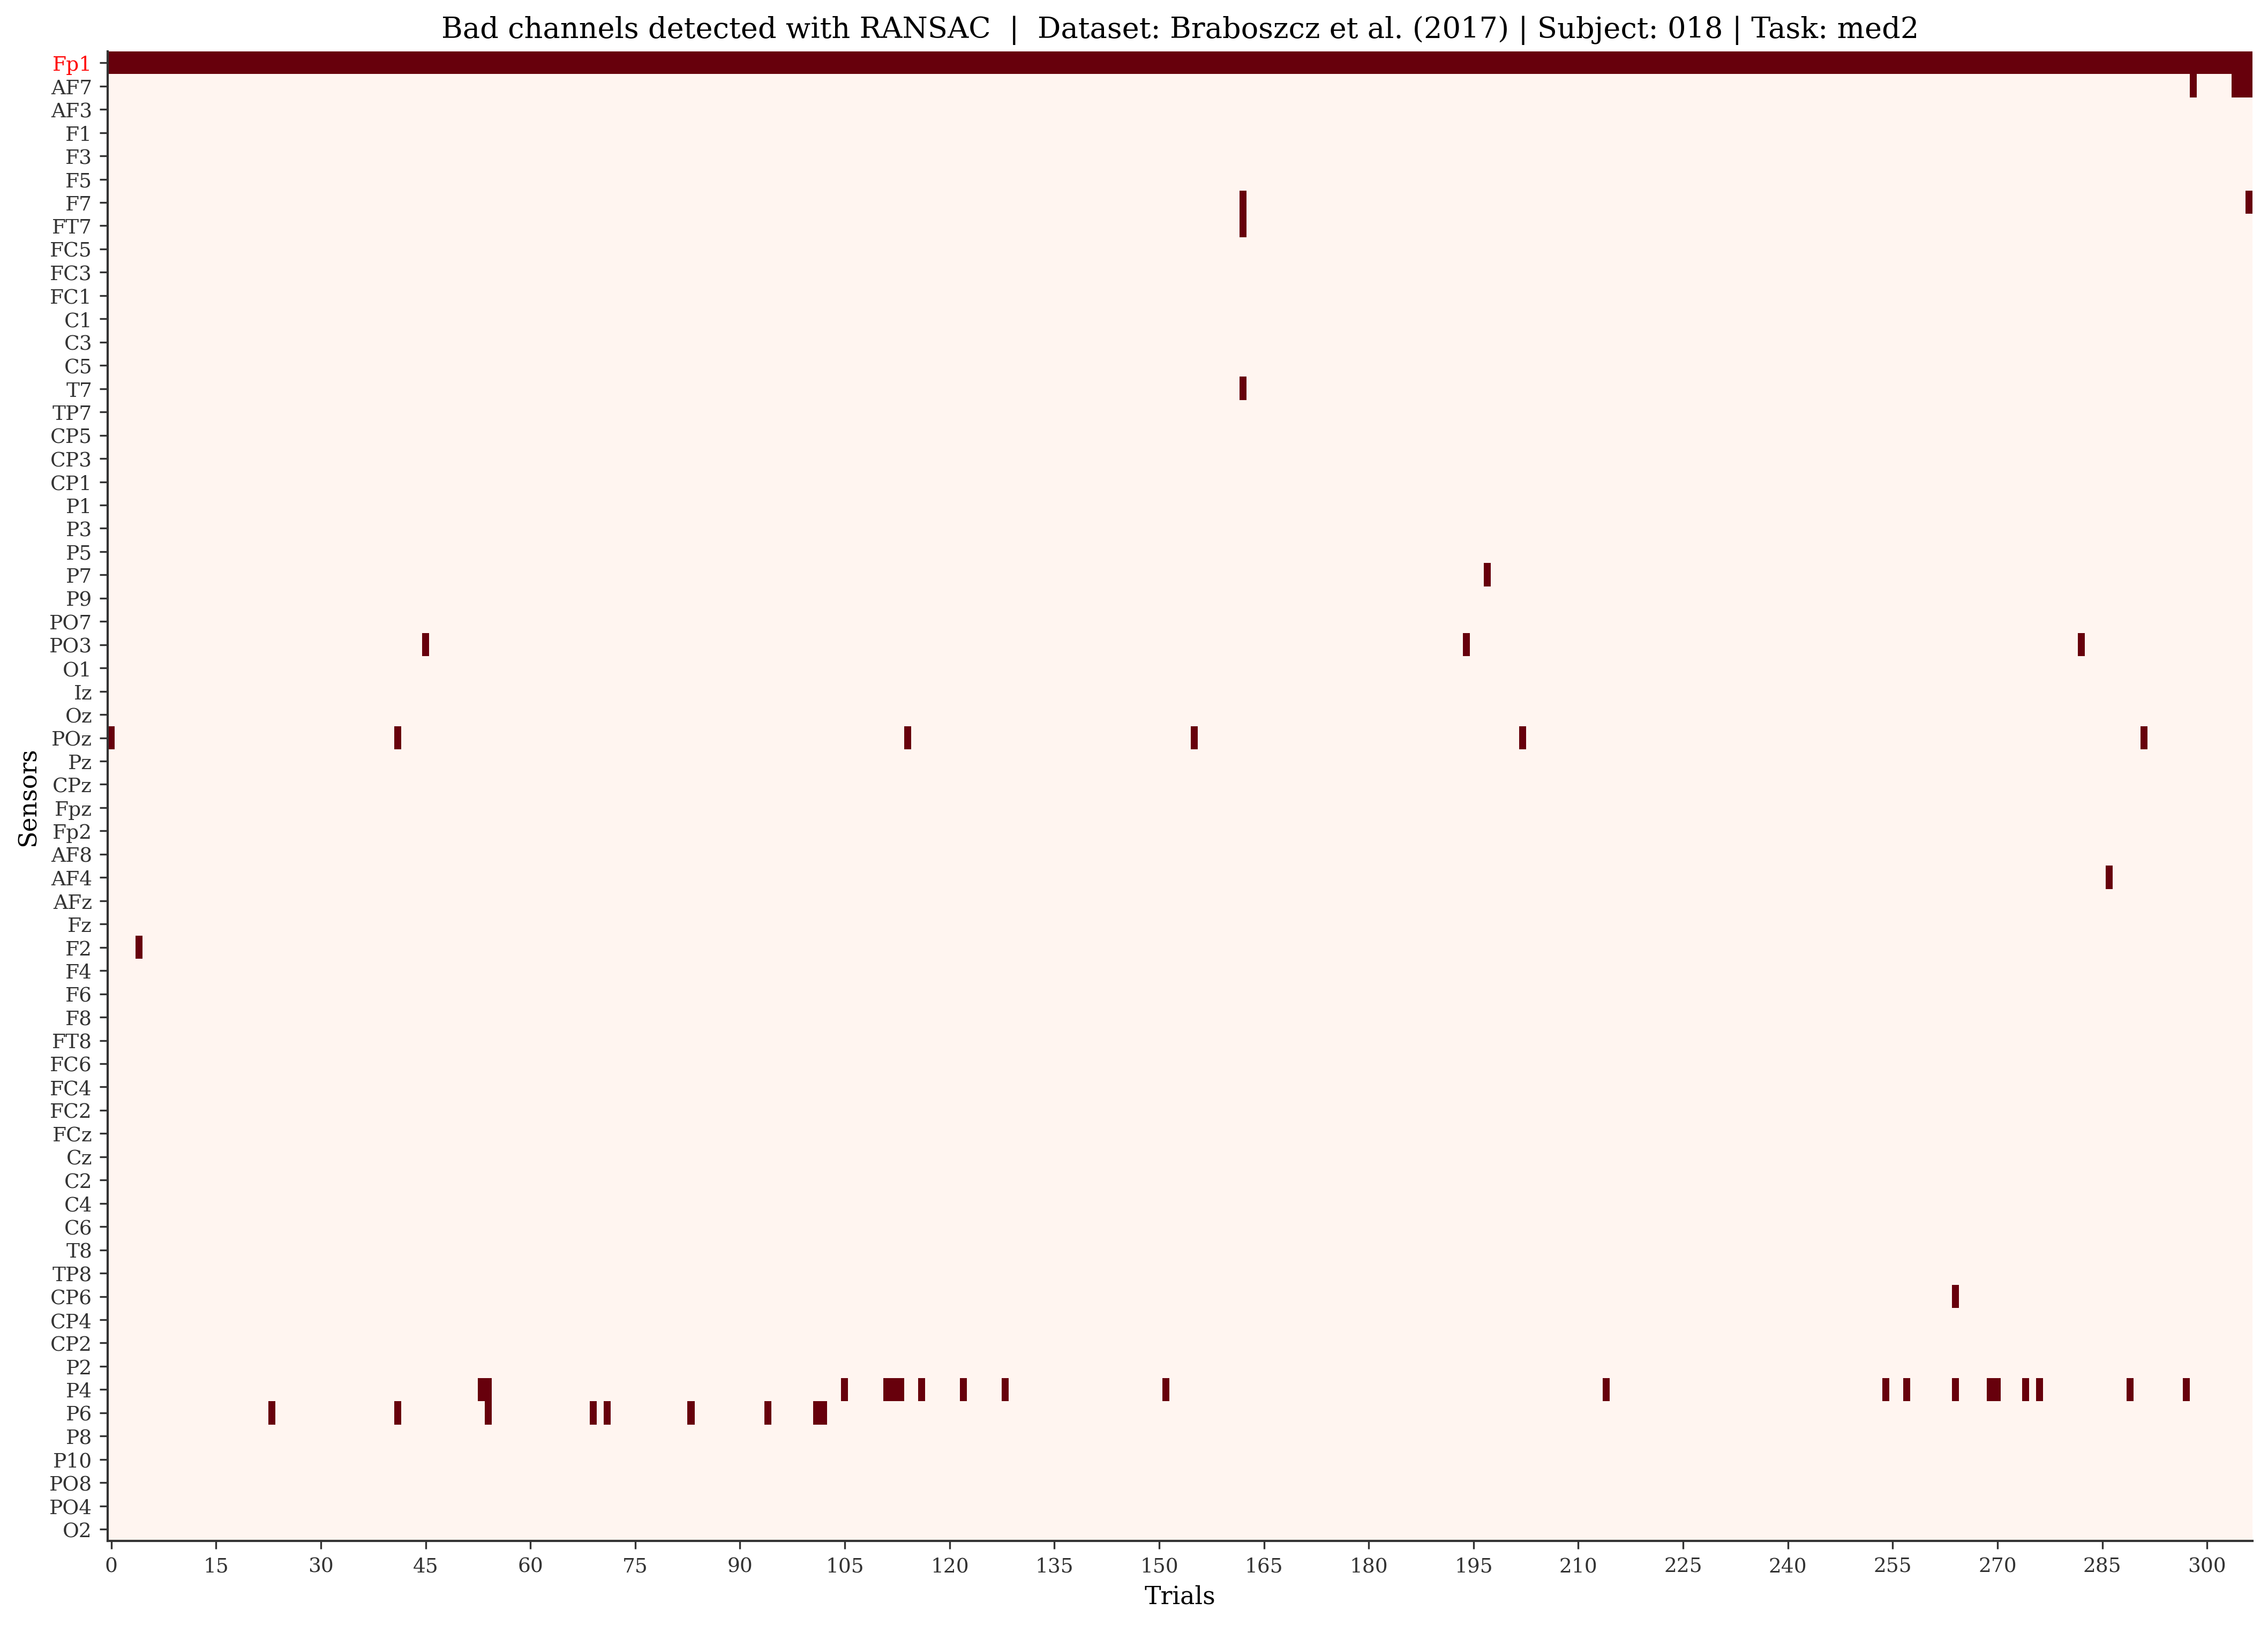 Bad channels detected with RANSAC | Dataset: Braboszcz et al. (2017) | Subject: 018 | Task: med2
Fp1
AF7
AF3
F1
F3
F5
F7
FT7
FC5
FC3
FC1
C1
C3
C5
T7
TP7
CP5
CP3
CP1
P1
P3
P5
P7
P9
PO7
PO3
O1
Iz
Oz
POz
Pz
CPz
Fpz
Fp2
AF8
AF4
AFz
Fz
F2
F4
F6
F8
FT8
FC6
FC4
FC2
FCz
Cz
C2
C4
C6
T8
TP8
CP6
CP4
CP2
P2
P4
P6
P8
P10
PO8
PO4
O2
Sensors
0 15 30 45 60 75 90 105 120 135 150 165 180 195 210 225 240 255 270 285 300
Trials